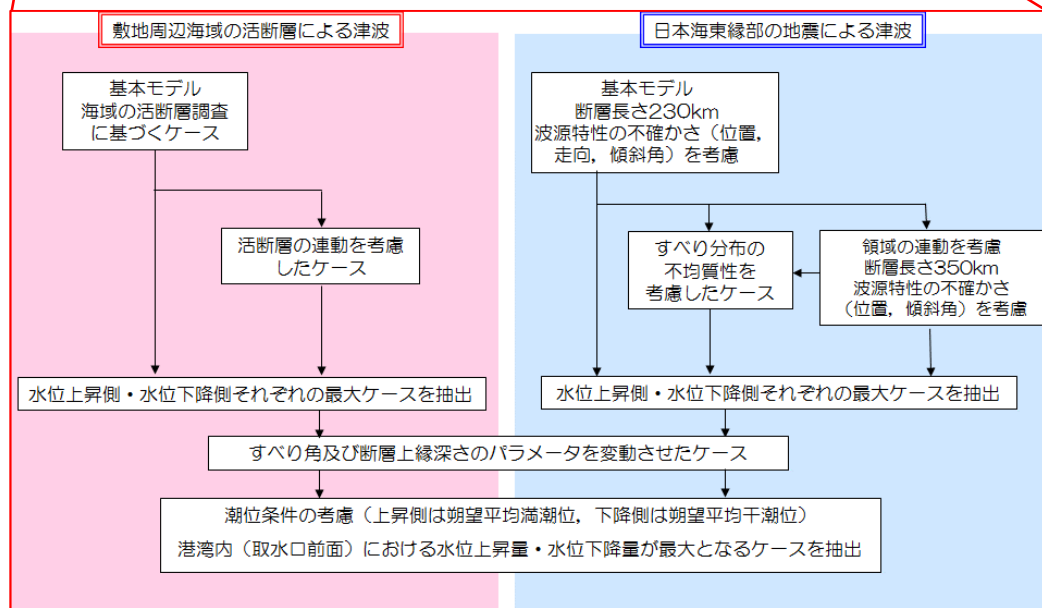 敷地周辺海域の活断層による津波
日本海東縁部の地震による津波
基本モデル
海域の活断層調査
に基づくケース
基本モデル
断層長さ230km
波源特性の不確かさ（位置，
走向，傾斜角）を考慮
活断層の連動を考慮
したケース
すべり分布の
不均質性を
考慮したケース
領域の連動を考慮
断層長さ350km
波源特性の不確かさ
（位置，傾斜角）を考慮
水位上昇側・水位下降側それぞれの最大ケースを抽出
水位上昇側・水位下降側それぞれの最大ケースを抽出
すべり角及び断層上縁深さのパラメータを変動させたケース
潮位条件の考慮（上昇側は朔望平均満潮位，下降側は朔望平均干潮位）
港湾内（取水口前面）における水位上昇量・水位下降量が最大となるケースを抽出